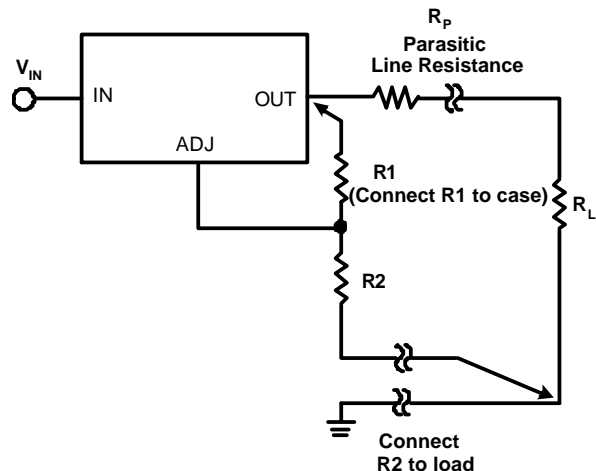 R_P
Parasitic
Line Resistance
V_IN
IN
OUT
ADJ
R1
(Connect R1 to case)
R_L
R2
Connect
R2 to load